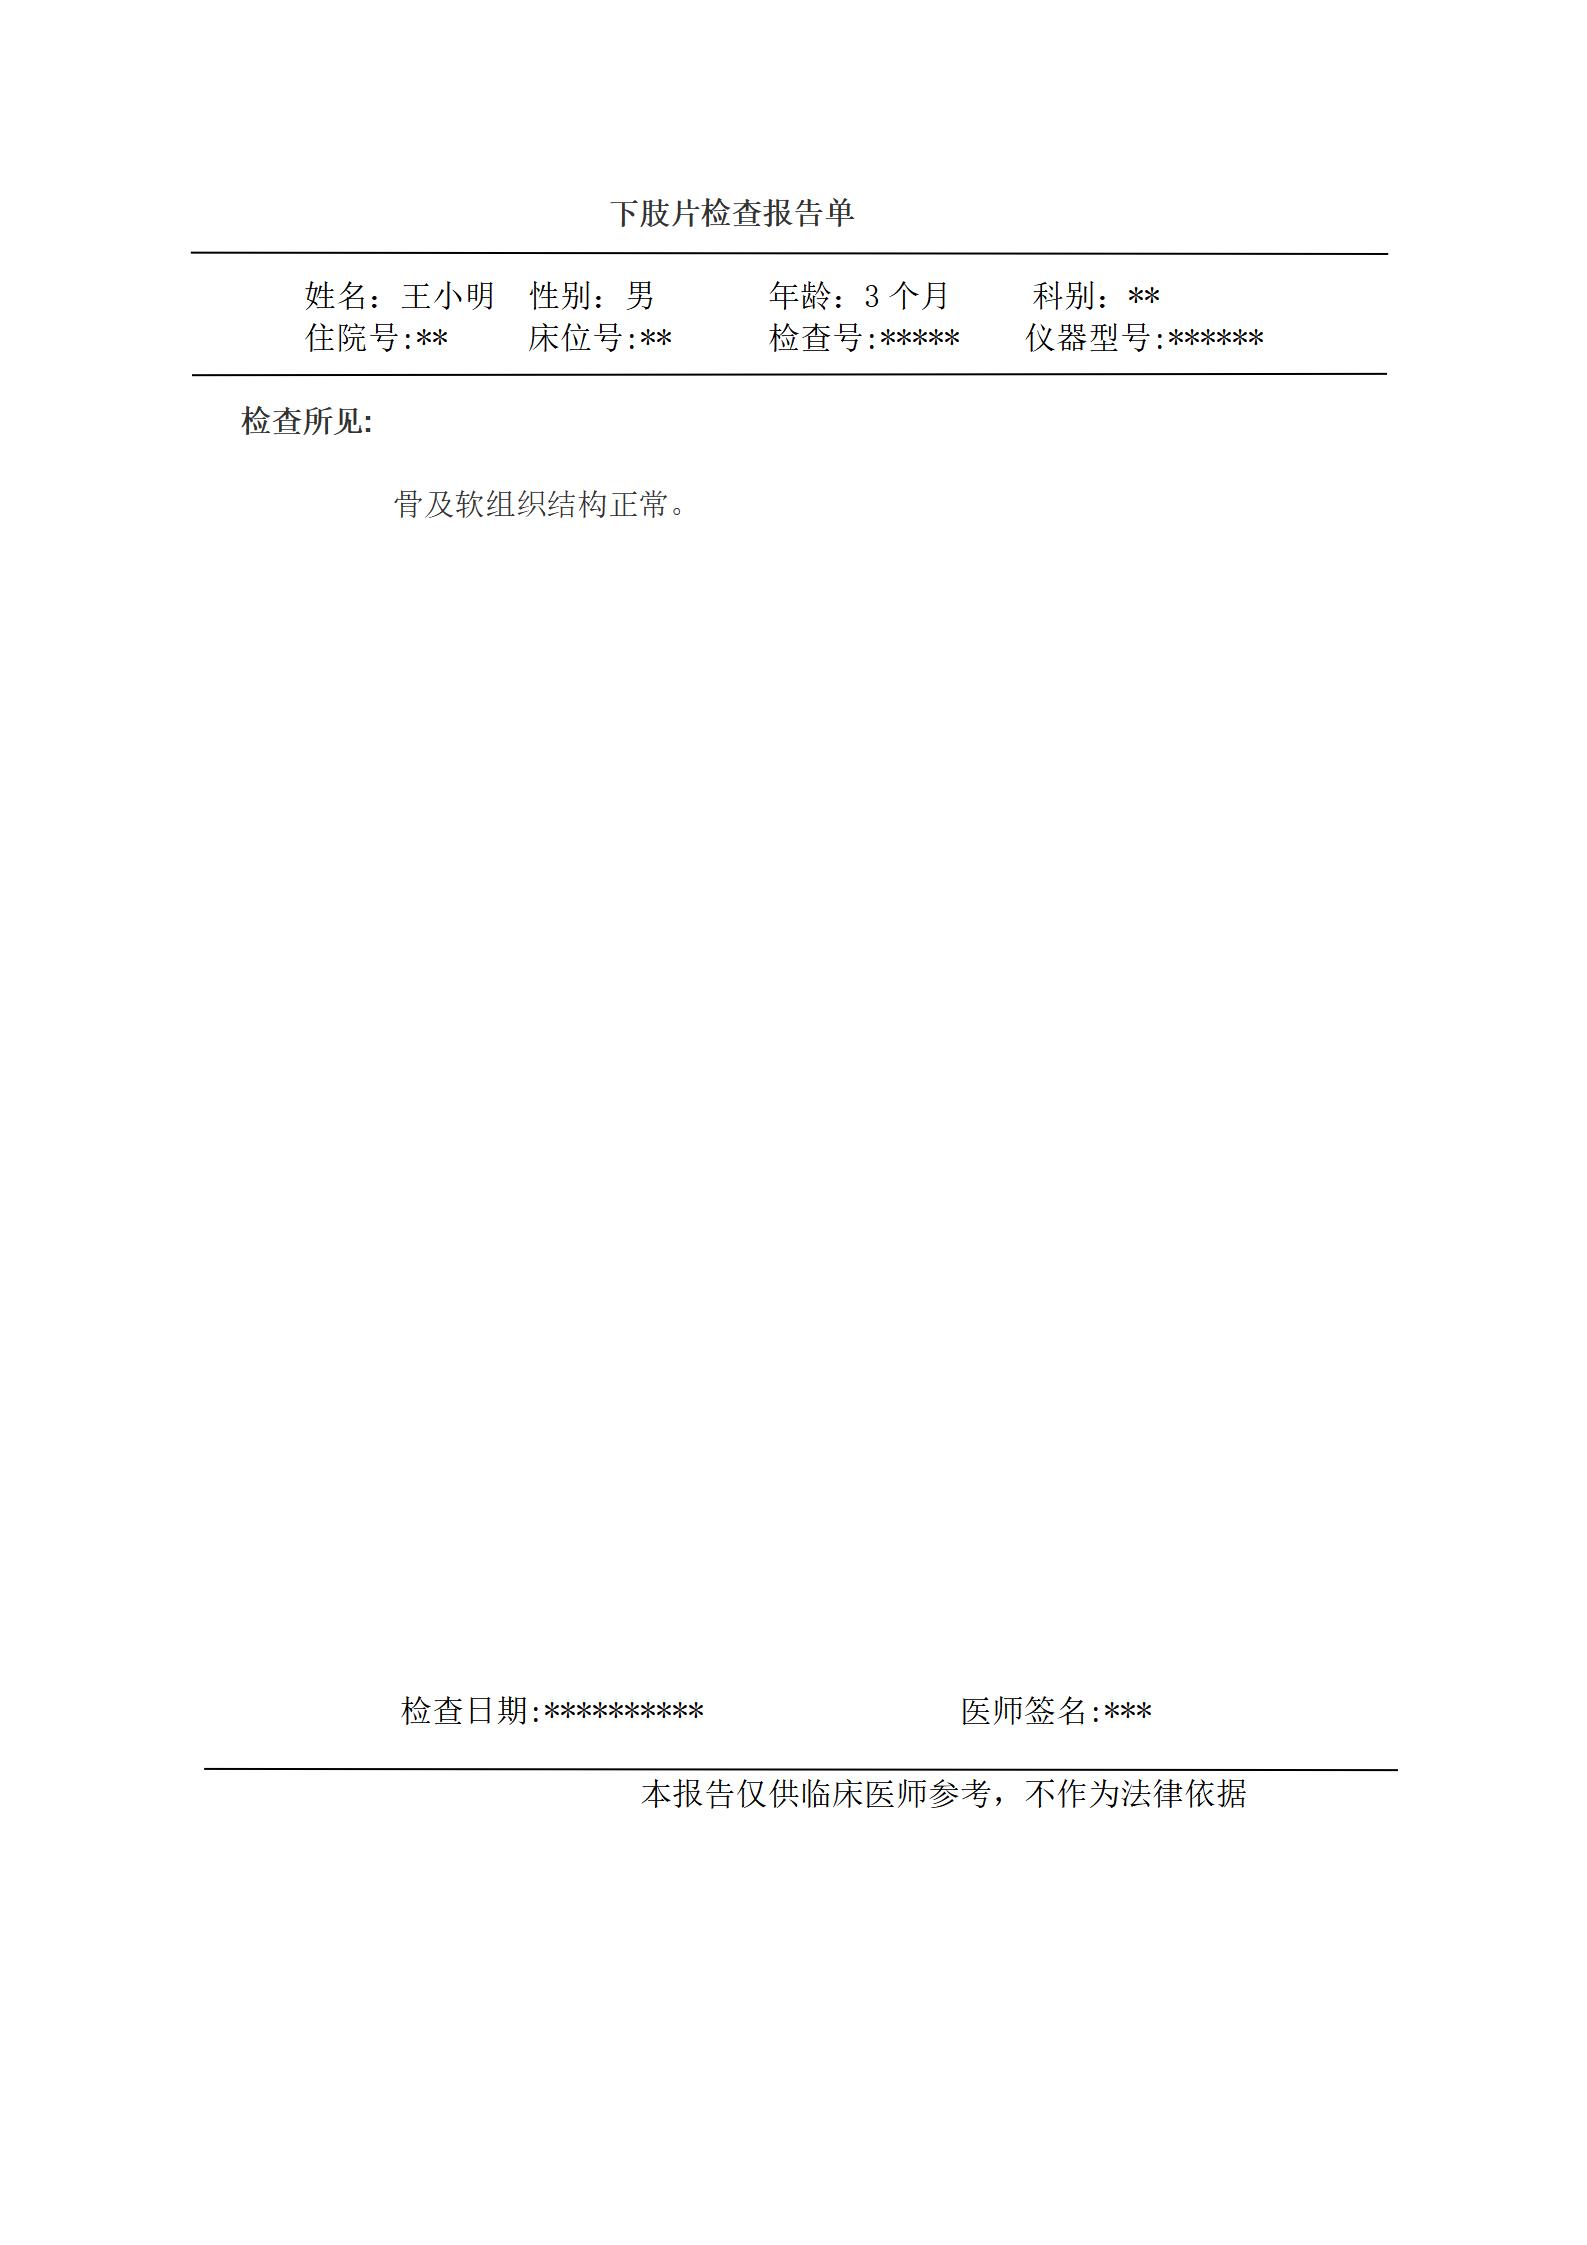 下肢片检查报告单
姓名：王小明 性别：男 年龄：3 个月 科别：**
住院号:** 床位号:** 检查号:***** 仪器型号:******
检查所见:
骨及软组织结构正常。
检查日期:********** 医师签名:***
本报告仅供临床医师参考，不作为法律依据